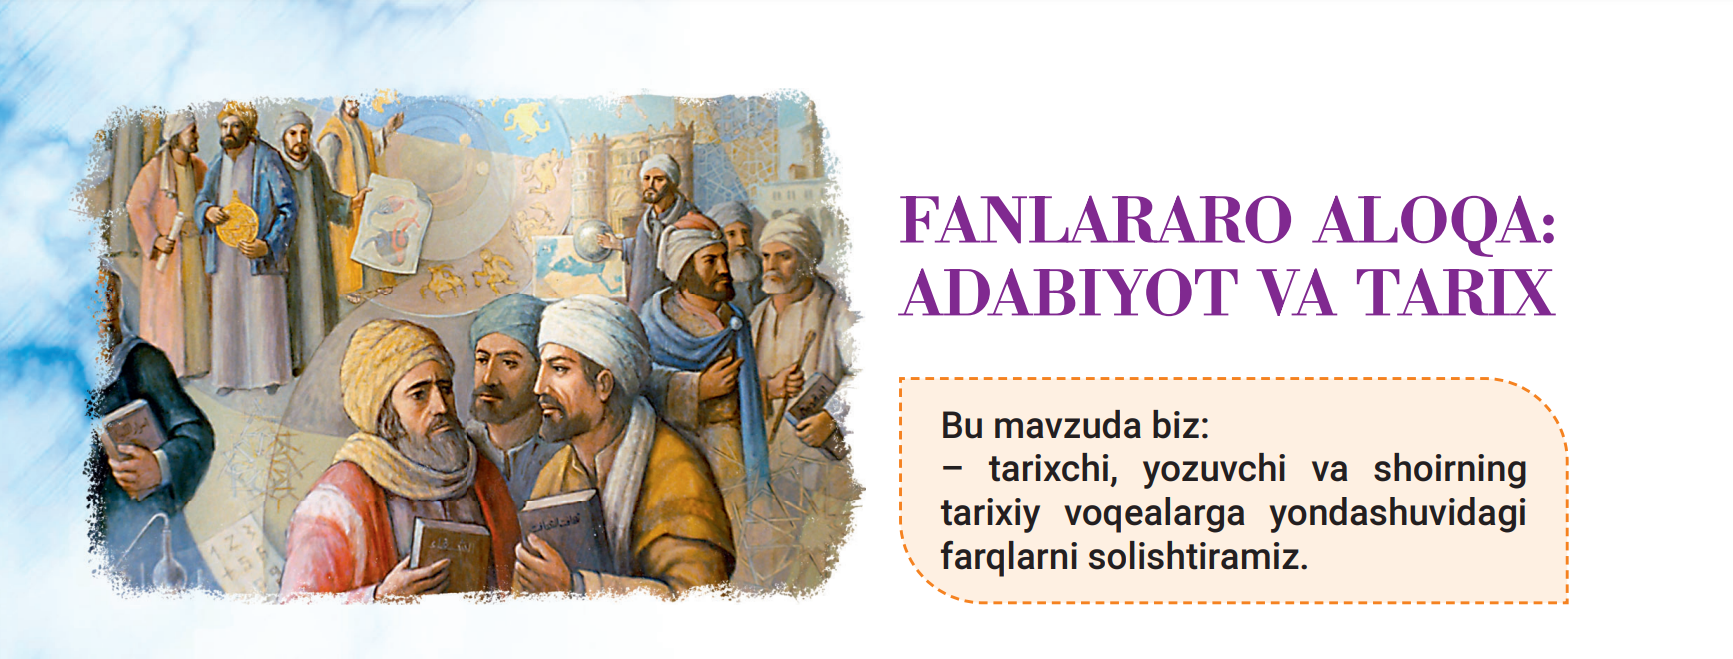 FANLARARO ALOQA:
ADABIYOT VA TARIX
Bu mavzuda biz:
– tarixchi, yozuvchi va shoirning
tarixiy voqealarga yondashuvidagi
farqlarni solishtiramiz.